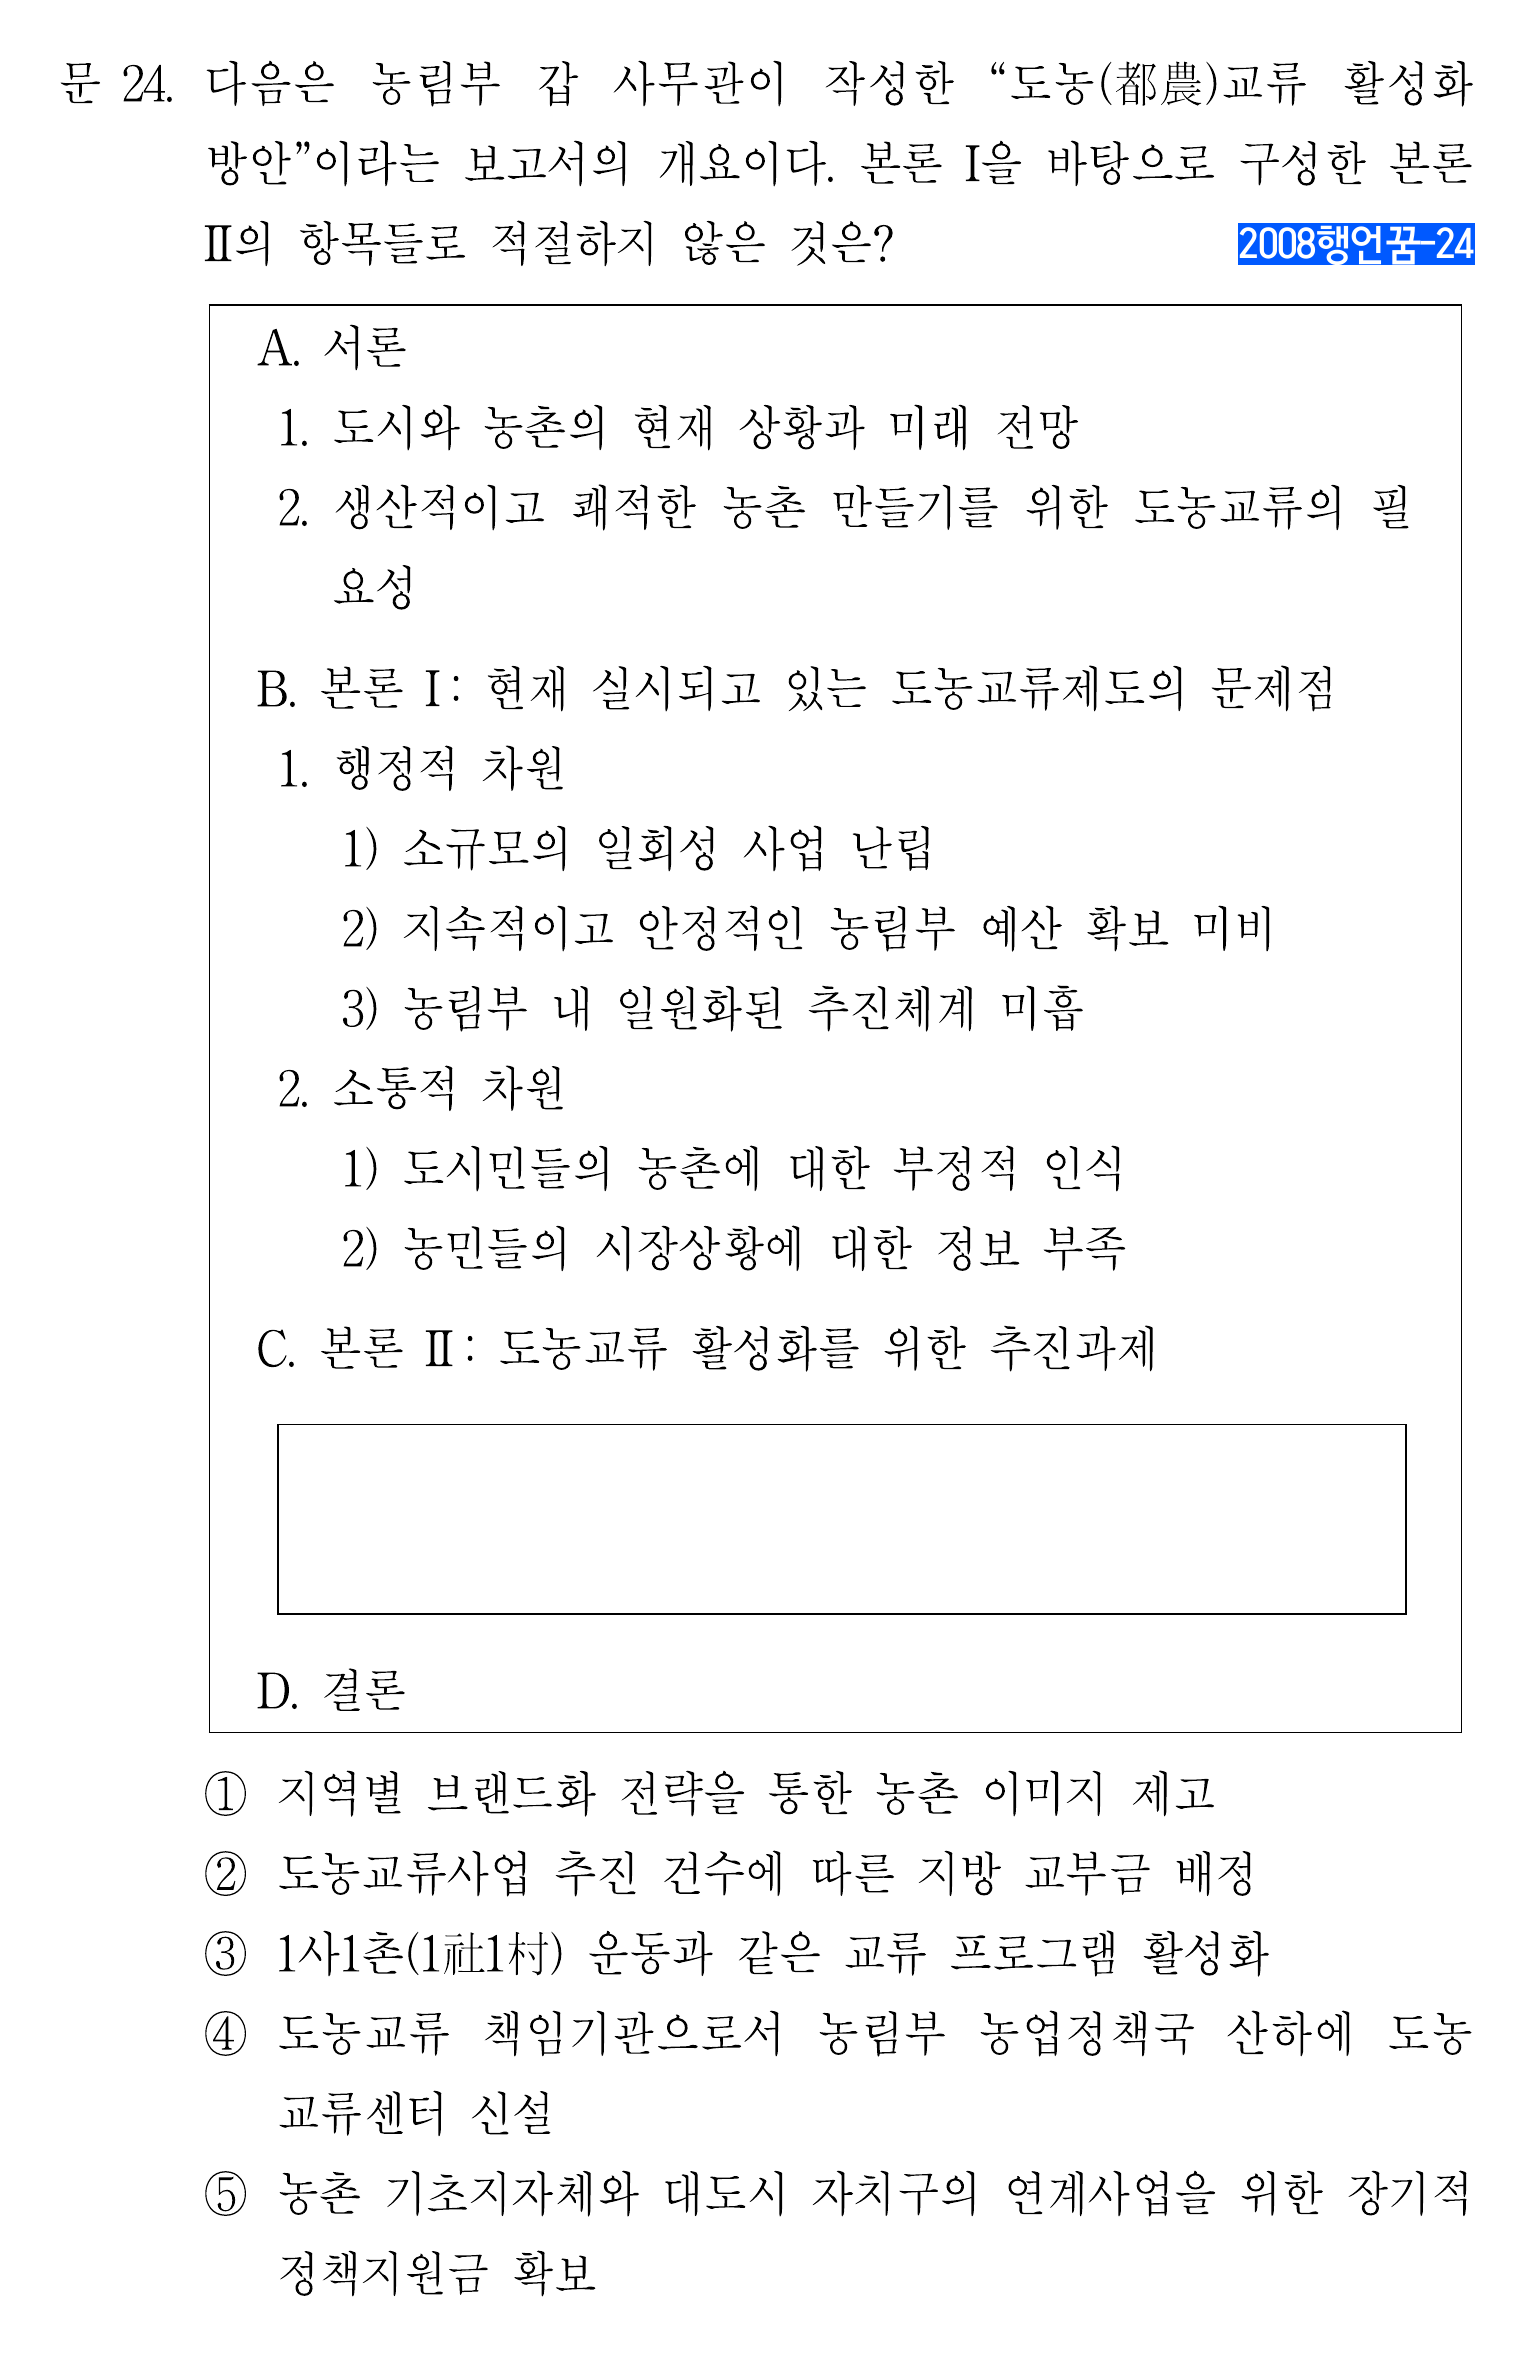 문 24. 다음은 농림부 갑 사무관이 작성한 “도농(都農)교류 활성화
방안”이라는 보고서의 개요이다. 본론 Ⅰ을 바탕으로 구성한 본론
Ⅱ의 항목들로 적절하지 않은 것은? 2008행언꿈-24
A. 서론
1. 도시와 농촌의 현재 상황과 미래 전망
2. 생산적이고 쾌적한 농촌 만들기를 위한 도농교류의 필
요성
B. 본론 Ⅰ: 현재 실시되고 있는 도농교류제도의 문제점
1. 행정적 차원
1) 소규모의 일회성 사업 난립
2) 지속적이고 안정적인 농림부 예산 확보 미비
3) 농림부 내 일원화된 추진체계 미흡
2. 소통적 차원
1) 도시민들의 농촌에 대한 부정적 인식
2) 농민들의 시장상황에 대한 정보 부족
C. 본론 Ⅱ: 도농교류 활성화를 위한 추진과제
D. 결론
① 지역별 브랜드화 전략을 통한 농촌 이미지 제고
② 도농교류사업 추진 건수에 따른 지방 교부금 배정
③ 1사1촌(1社1村) 운동과 같은 교류 프로그램 활성화
④ 도농교류 책임기관으로서 농림부 농업정책국 산하에 도농
교류센터 신설
⑤ 농촌 기초지자체와 대도시 자치구의 연계사업을 위한 장기적
정책지원금 확보